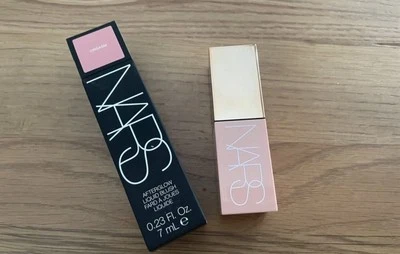 NARS
AFTERGLOW
LIQUID BLUSH
FARD À JOUES
LIQUIDE
0.23 FL. Oz.
7 mL e
NARS